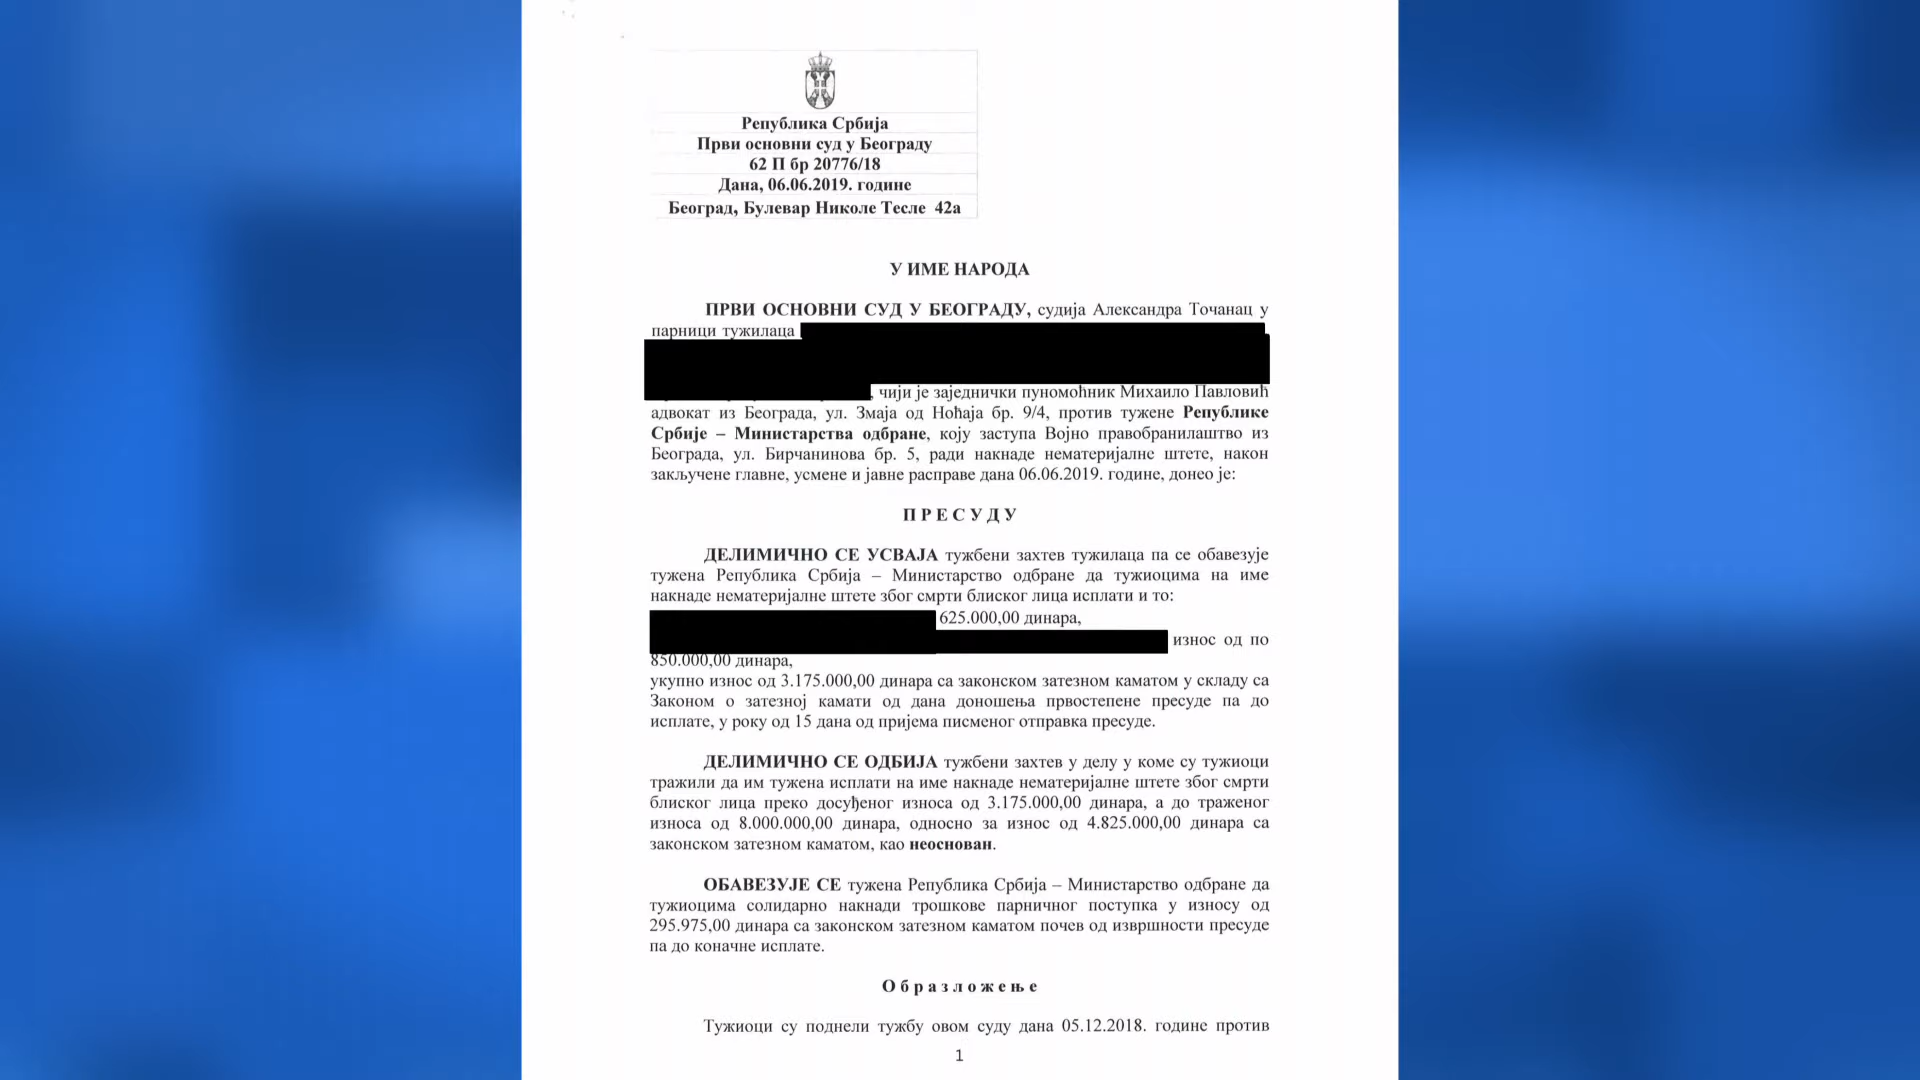 Република Србија
Први основни суд у Београду
62 П бр 20776/18
Дана, 06.06.2019. године
Београд, Булевар Николе Тесле 42а
У ИМЕ НАРОДА
ПРВИ ОСНОВНИ СУД У БЕОГРАДУ, судија Александра Точанац у
парници тужилаца
, чији је заједнички пуномоћник Михаило Павловић
адвокат из Београда, ул. Змаја од Ноћаја бр. 9/4, против тужене Републике
Србије – Министарства одбране, коју заступа Војно правобранилаштво из
Београда, ул. Бирчанинова бр. 5, ради накнаде нематеријалне штете, након
закључене главне, усмене и јавне расправе дана 06.06.2019. године, донео је:
П Р Е С У Д У
ДЕЛИМИЧНО СЕ УСВАЈА тужбени захтев тужилаца па се обавезује
тужена Република Србија – Министарство одбране да тужиоцима на име
накнаде нематеријалне штете због смрти блиског лица исплати и то:
625.000,00 динара,
износ од по
850.000,00 динара,
укупно износ од 3.175.000,00 динара са законском затезном каматом у складу са
Законом о затезној камати од дана доношења првостепене пресуде па до
исплате, у року од 15 дана од пријема писменог отправка пресуде.
ДЕЛИМИЧНО СЕ ОДБИЈА тужбени захтев у делу у коме су тужиоци
тражили да им тужена исплати на име накнаде нематеријалне штете због смрти
блиског лица преко досуђеног износа од 3.175.000,00 динара, а до траженог
износа од 8.000.000,00 динара, односно за износ од 4.825.000,00 динара са
законском затезном каматом, као неоснован.
ОБАВЕЗУЈЕ СЕ тужена Република Србија – Министарство одбране да
тужиоцима солидарно накнади трошкове парничног поступка у износу од
295.975,00 динара са законском затезном каматом почев од извршности пресуде
па до коначне исплате.
О б р а з л о ж е њ е
Тужиоци су поднели тужбу овом суду дана 05.12.2018. године против
1